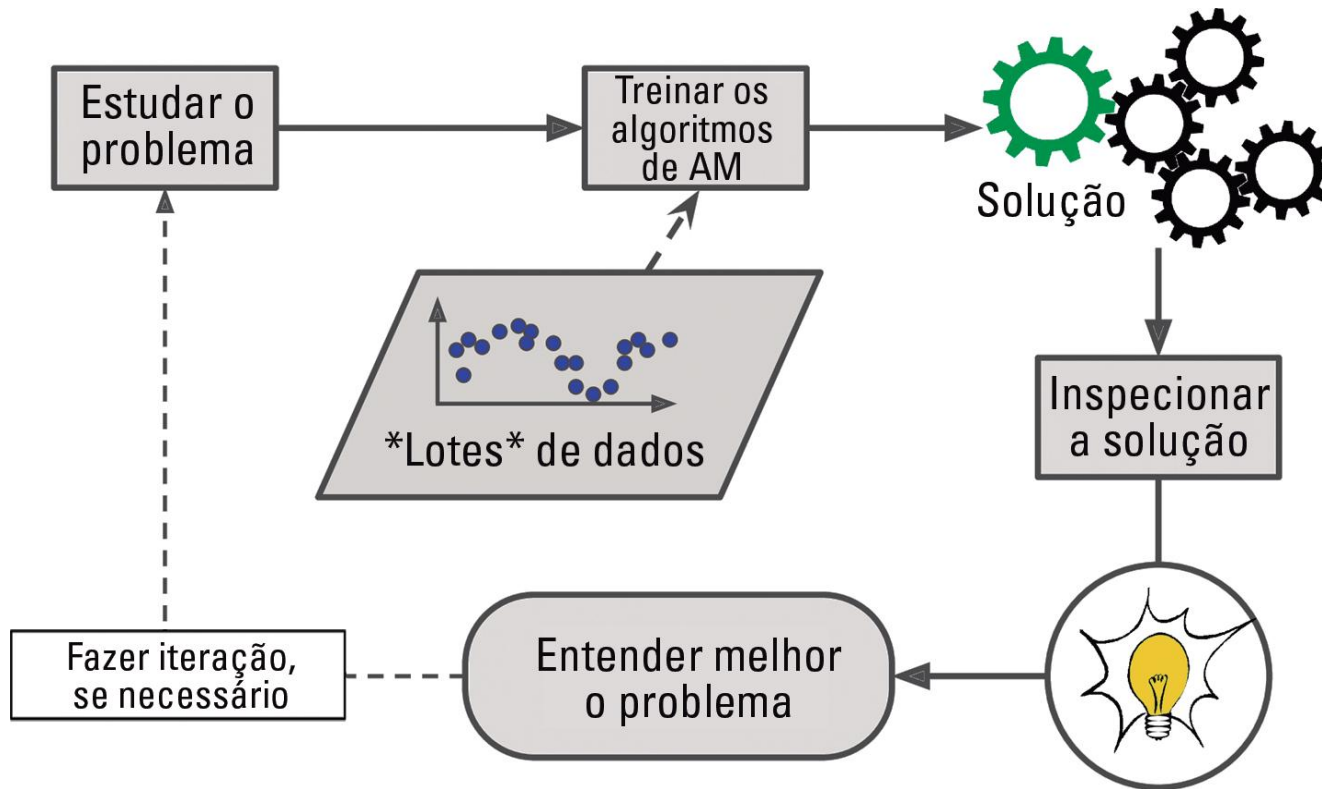 Estudar o
problema
Treinar os
algoritmos
de AM
Solução
*Lotes* de dados
Inspecionar
a solução
Entender melhor
o problema
Fazer iteração,
se necessário